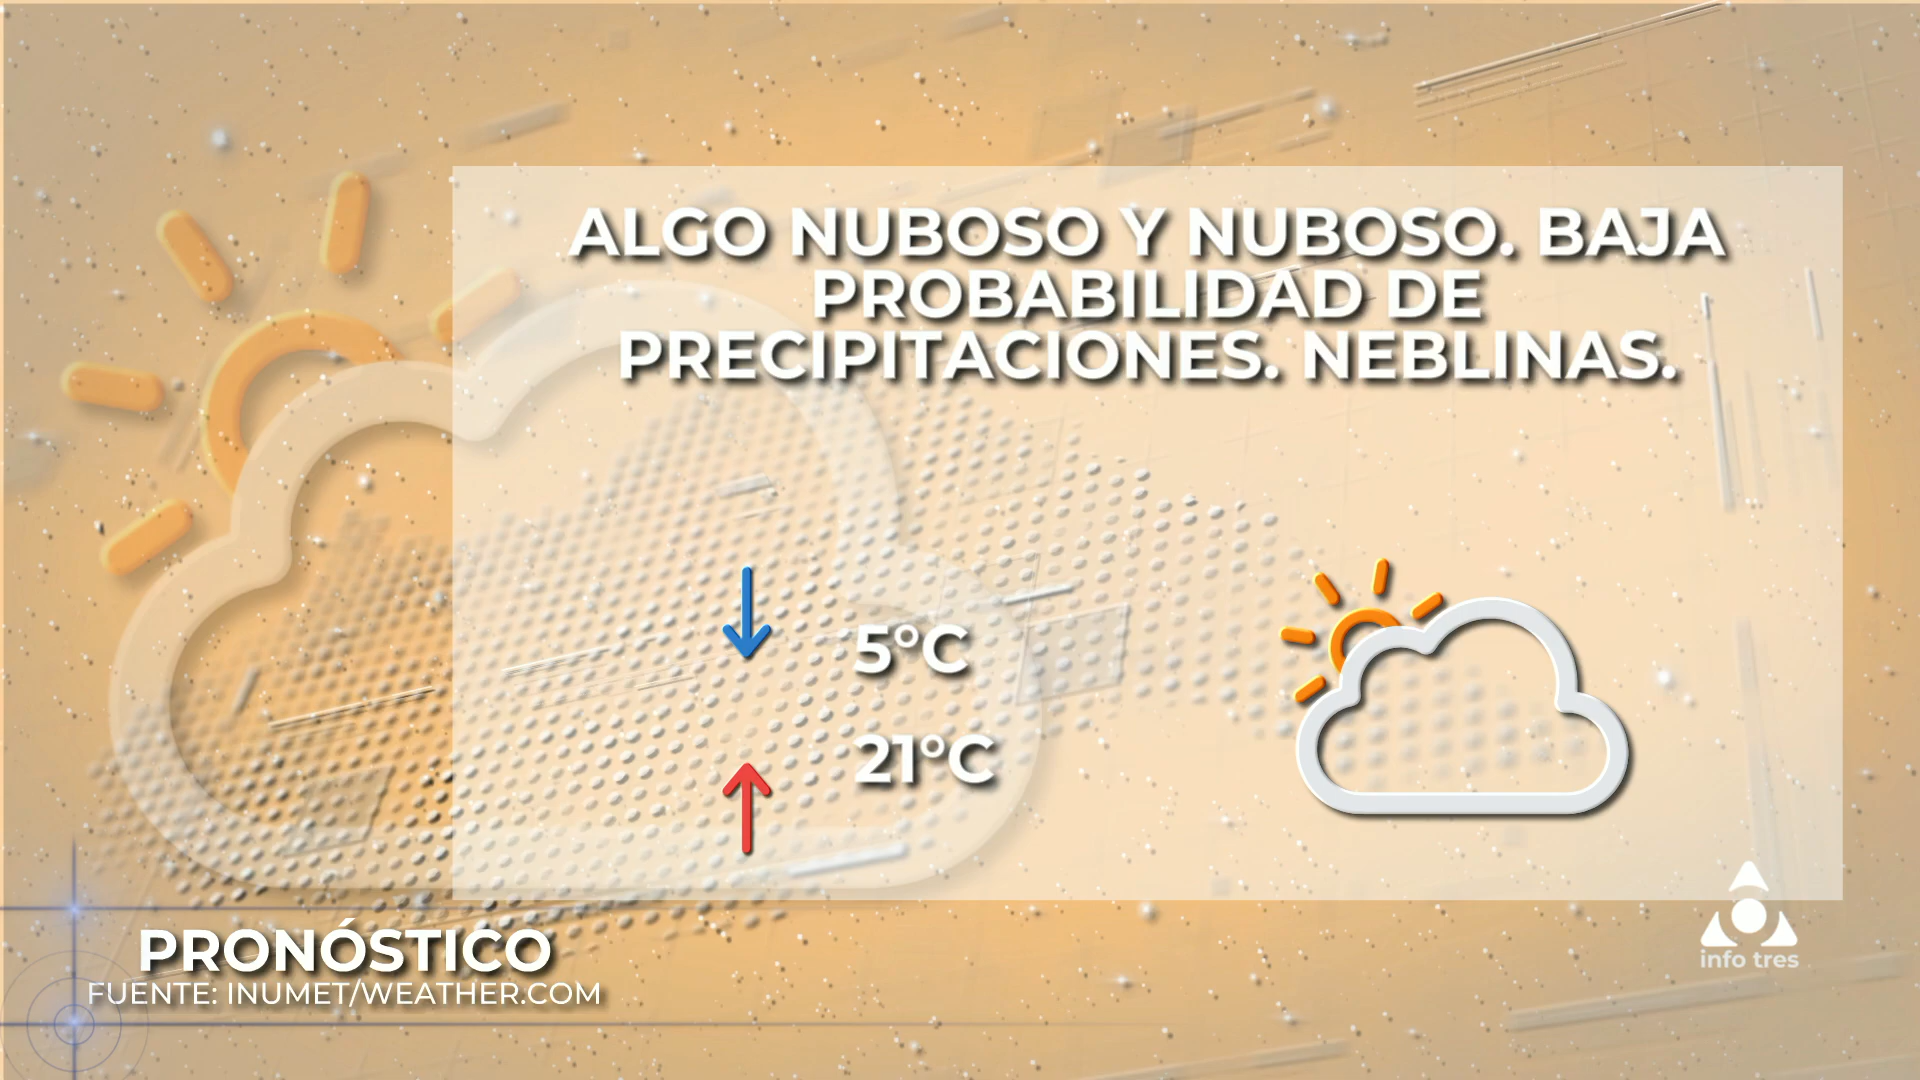 ALGO NUBOSO Y NUBOSO. BAJA
PROBABILIDAD DE
PRECIPITACIONES. NEBLINAS.
5°C
21°C
PRONÓSTICO
FUENTE: INUMET/WEATHER.COM
info tres